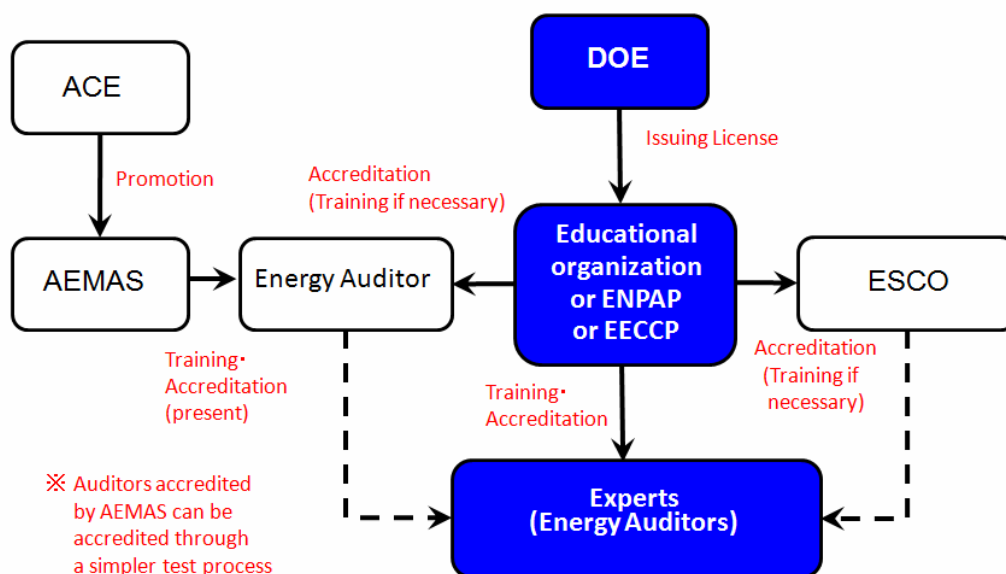 DOE
ACE
Issuing License
Promotion
Accreditation
(Training if necessary)
Educational
organization
or ENPAP
or EECCP
AEMAS
Energy Auditor
ESCO
Training・
Accreditation
(present)
Training・
Accreditation
Accreditation
(Training if
necessary)
※ Auditors accredited
by AEMAS can be
accredited through
a simpler test process
Experts
(Energy Auditors)